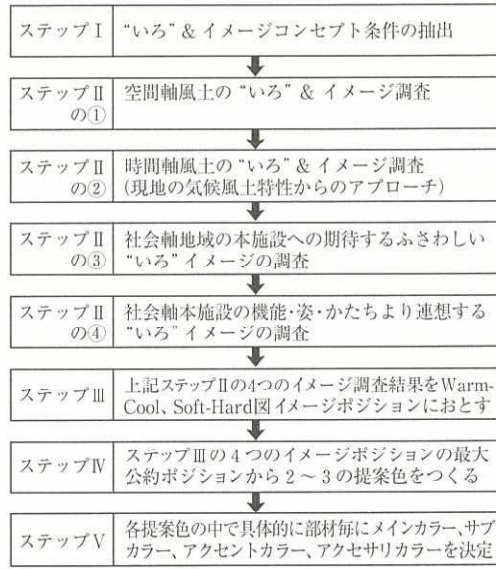 ステップⅠ
“いろ” & イメージコンセプト条件の抽出
ステップⅡ
の①
空間軸風土の “いろ” & イメージ調査
ステップⅡ
の②
時間軸風土の “いろ” & イメージ調査
(現地の気候風土特性からのアプローチ)
ステップⅡ
の③
社会軸地域の本施設への期待するふさわしい
“いろ” イメージの調査
ステップⅡ
の④
社会軸本施設の機能・姿・かたちより連想する
“いろ” イメージの調査
ステップⅢ
上記ステップⅡの4つのイメージ調査結果をWarm-
Cool、Soft-Hard図イメージポジションにおとす
ステップⅣ
ステップⅢの４つのイメージポジションの最大
公約ポジションから２～３の提案色をつくる
ステップⅤ
各提案色の中で具体的に部材毎にメインカラー、サブ
カラー、アクセントカラー、アクセサリカラーを決定